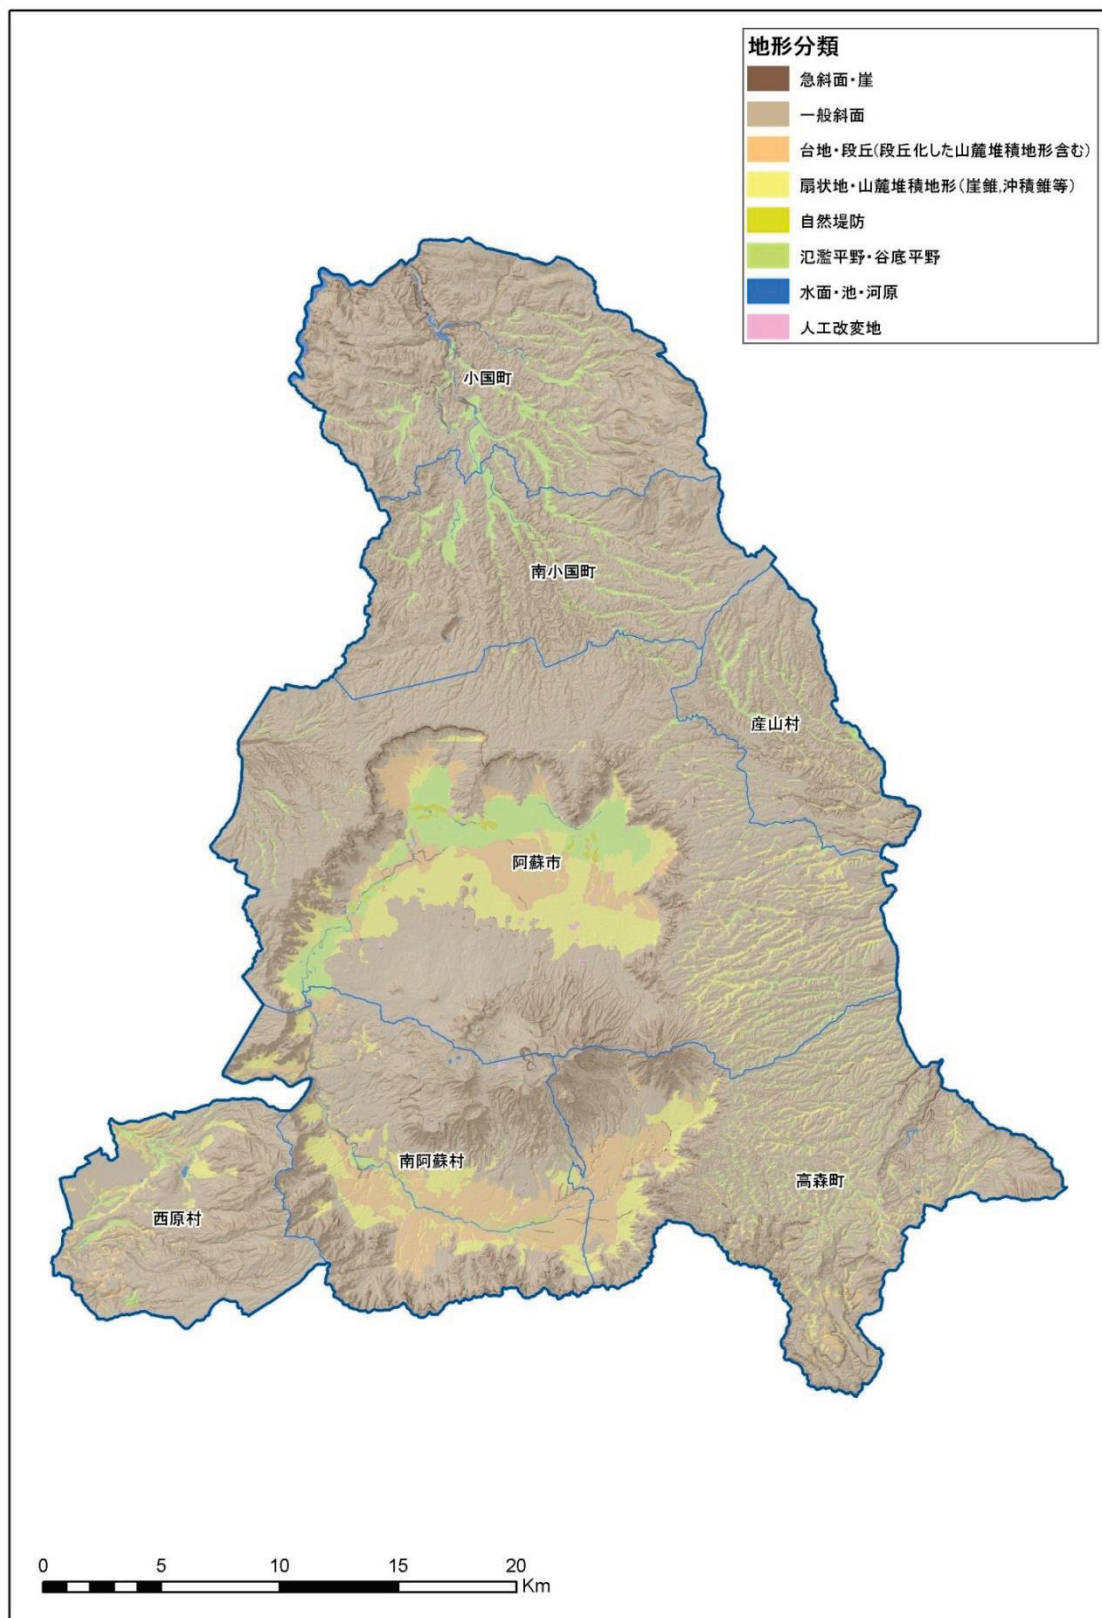 地形分類
急斜面・崖
一般斜面
台地・段丘(段丘化した山麓堆積地形含む)
扇状地・山麓堆積地形(崖錐,沖積錐等)
自然堤防
氾濫平野・谷底平野
水面・池・河原
人工改変地
小国町
南小国町
産山村
阿蘇市
南阿蘇村
高森町
西原村
0 5 10 15 20
Km